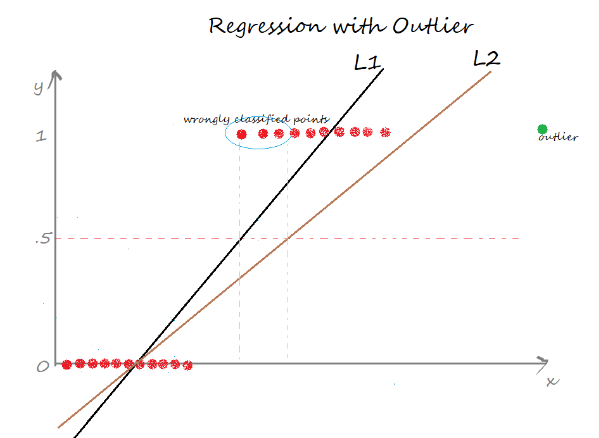 Regression with Outlier
L1
L2
y
wrongly classified points
1
outlier
.5
0
x